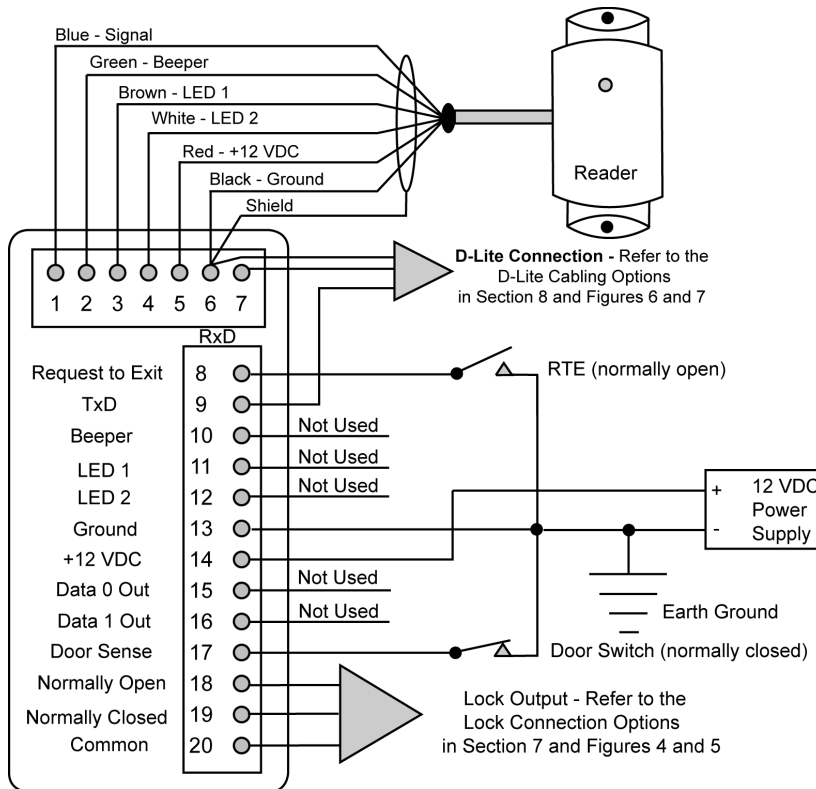 Blue - Signal
Green - Beeper
Brown - LED 1
White - LED 2
Red - +12 VDC
Black - Ground
Shield
Reader
D-Lite Connection - Refer to the
D-Lite Cabling Options
in Section 8 and Figures 6 and 7
1 2 3 4 5 6 7
RxD
Request to Exit 8
RTE (normally open)
TxD 9
Beeper 10 Not Used
LED 1 11 Not Used
LED 2 12 Not Used
+ 12 VDC
Power
- Supply
Ground 13
+12 VDC 14
Data 0 Out 15 Not Used
Data 1 Out 16 Not Used
Earth Ground
Door Sense 17
Door Switch (normally closed)
Normally Open 18
Normally Closed 19
Common 20
Lock Output - Refer to the
Lock Connection Options
in Section 7 and Figures 4 and 5